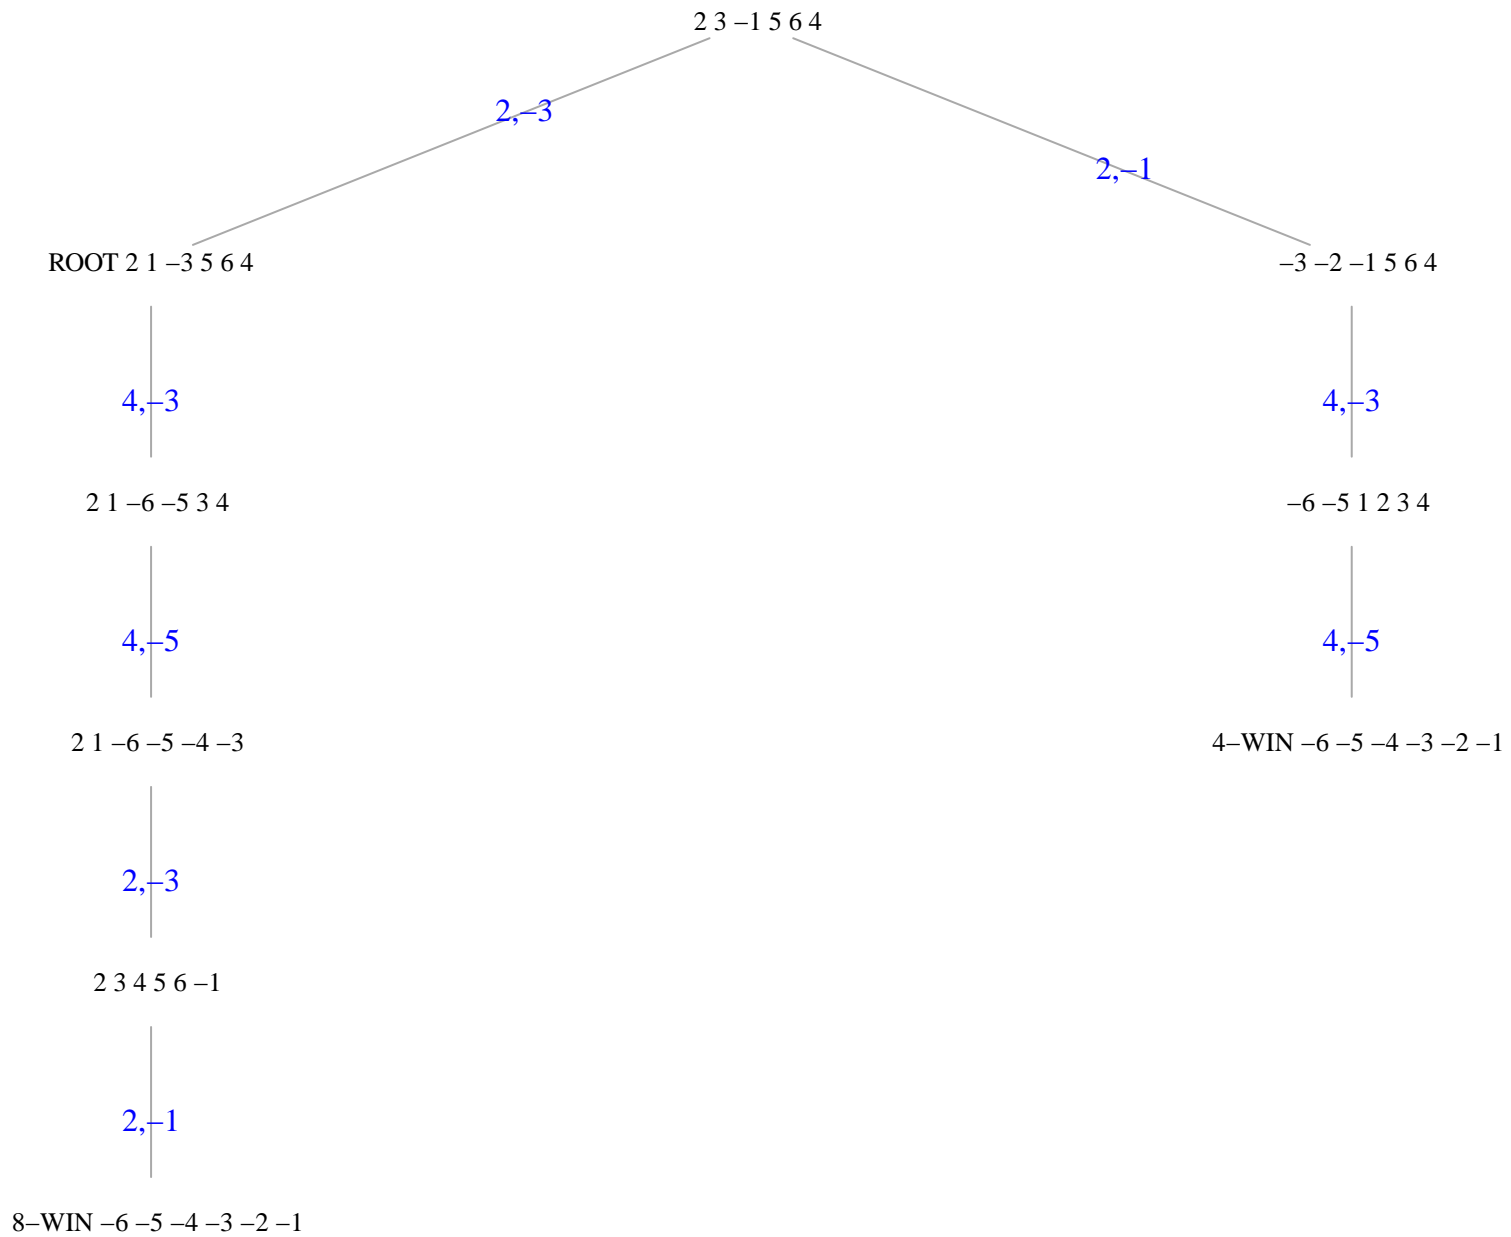 2 3 –1 5 6 4
2,–3
2,–1
ROOT 2 1 –3 5 6 4
–3 –2 –1 5 6 4
4,–3
4,–3
2 1 –6 –5 3 4
–6 –5 1 2 3 4
4,–5
4,–5
2 1 –6 –5 –4 –3
4–WIN –6 –5 –4 –3 –2 –1
2,–3
2 3 4 5 6 –1
2,–1
8–WIN –6 –5 –4 –3 –2 –1